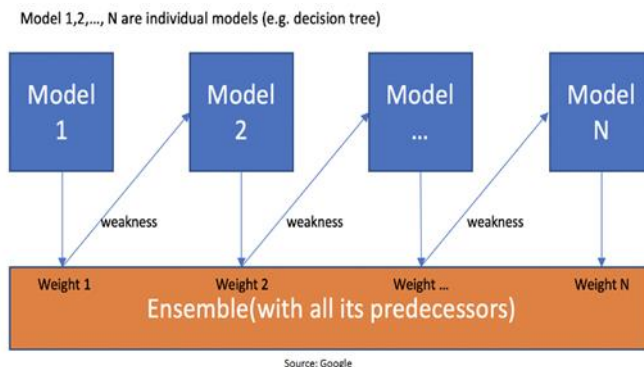 Model 1,2,..., N are individual models (e.g. decision tree)
Model
1
Model
2
Model
...
Model
N
weakness
weakness
weakness
Weight 1
Weight 2
Weight ...
Weight N
Ensemble(with all its predecessors)
Source: Google